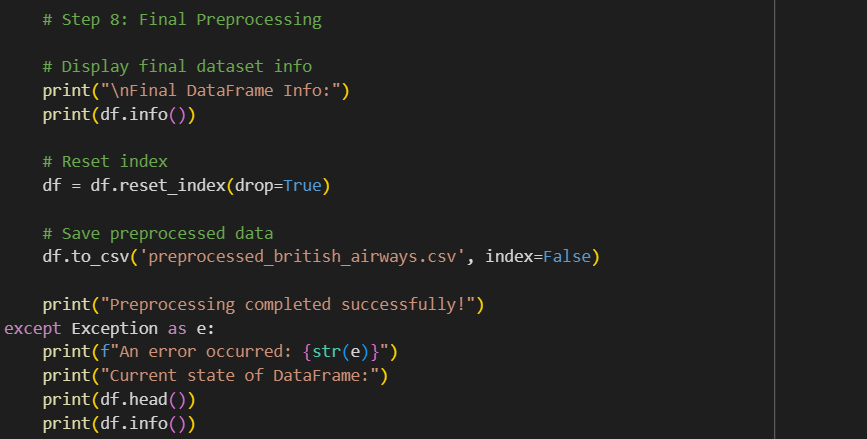 # Step 8: Final Preprocessing
# Display final dataset info
print("\nFinal DataFrame Info:")
print(df.info())
# Reset index
df = df.reset_index(drop=True)
# Save preprocessed data
df.to_csv('preprocessed_british_airways.csv', index=False)
print("Preprocessing completed successfully!")
except Exception as e:
print(f"An error occurred: {str(e)}")
print("Current state of DataFrame:")
print(df.head())
print(df.info())